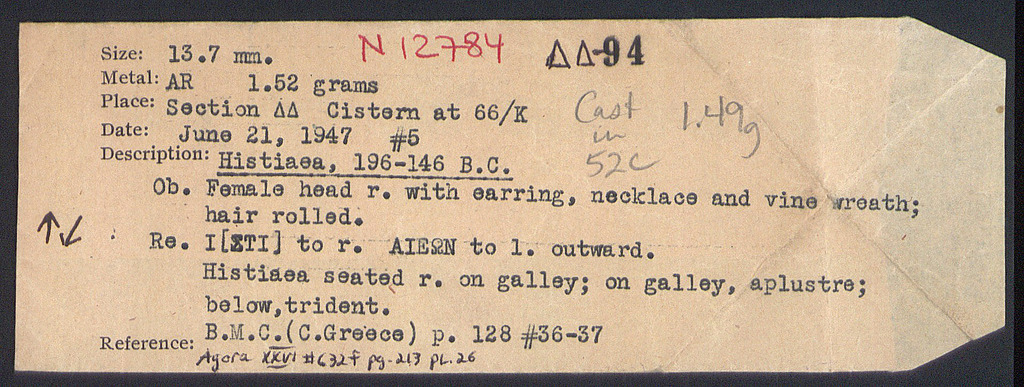 N 12784 ΔΔ-94
Size: 13.7 mm.
Metal: AR 1.52 grams
Place: Section ΔΔ Cistern at 66/K
Cast in 52C
1.49g
Date: June 21, 1947 #5
Description: Histiaea, 196-146 B.C.
Ob. Female head r. with earring, necklace and vine wreath;
hair rolled.
↑↙
Re. I[ΣTI] to r. AIEΩN to l. outward.
Histiaea seated r. on galley; on galley, aplustre;
below,trident.
Reference: B.M.C.(C.Greece) p. 128 #36-37
Agora XXVI #632f pg. 213 PL. 26